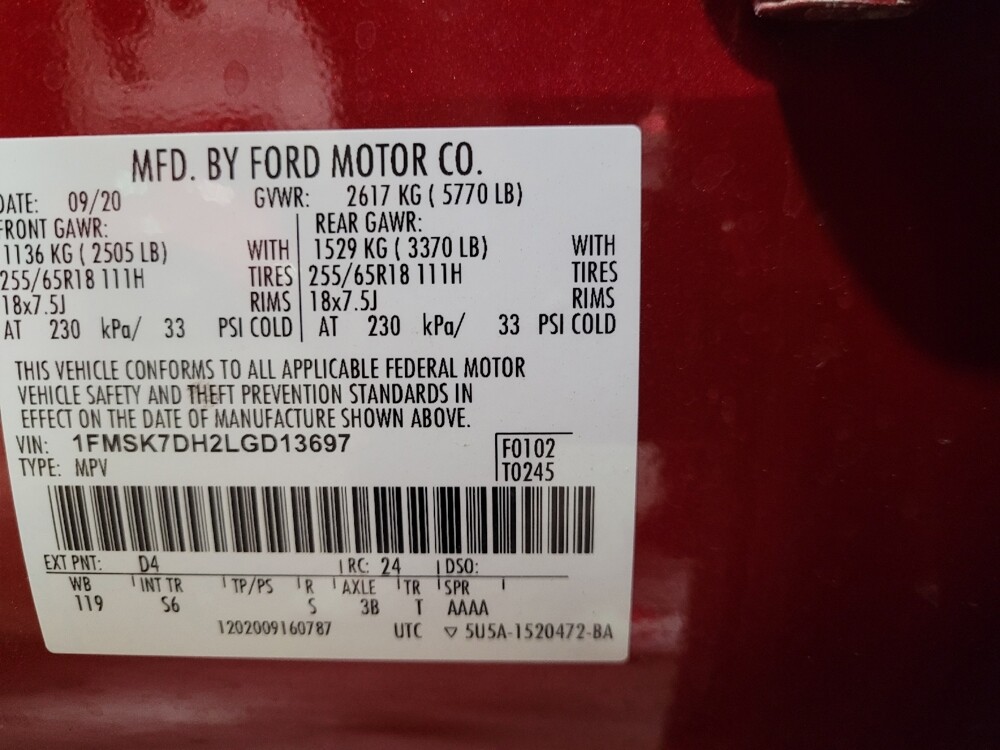 MFD. BY FORD MOTOR CO.
DATE: 09/20 GVWR: 2617 KG ( 5770 LB)
FRONT GAWR: REAR GAWR:
1136 KG ( 2505 LB) WITH 1529 KG ( 3370 LB) WITH
255/65R18 111H TIRES 255/65R18 111H TIRES
18x7.5J RIMS 18x7.5J RIMS
AT 230 kPa/ 33 PSI COLD AT 230 kPa/ 33 PSI COLD
THIS VEHICLE CONFORMS TO ALL APPLICABLE FEDERAL MOTOR
VEHICLE SAFETY AND THEFT PREVENTION STANDARDS IN
EFFECT ON THE DATE OF MANUFACTURE SHOWN ABOVE.
VIN: 1FMSK7DH2LGD13697 F0102
TYPE: MPV T0245
EXT PNT: D4 RC: 24 DSO:
WB INT TR TP/PS R AXLE TR SPR
119 S6 S 3B T AAAA
1202009160787 UTC ▽ 5U5A-1520472-BA